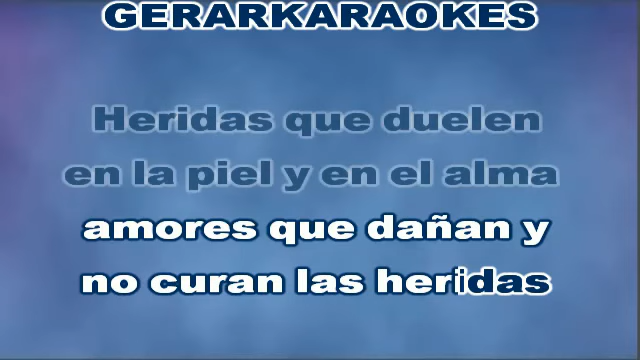 GERARKARAOKES
Heridas que duelen
en la piel y en el alma
amores que dañan y
no curan las heridas